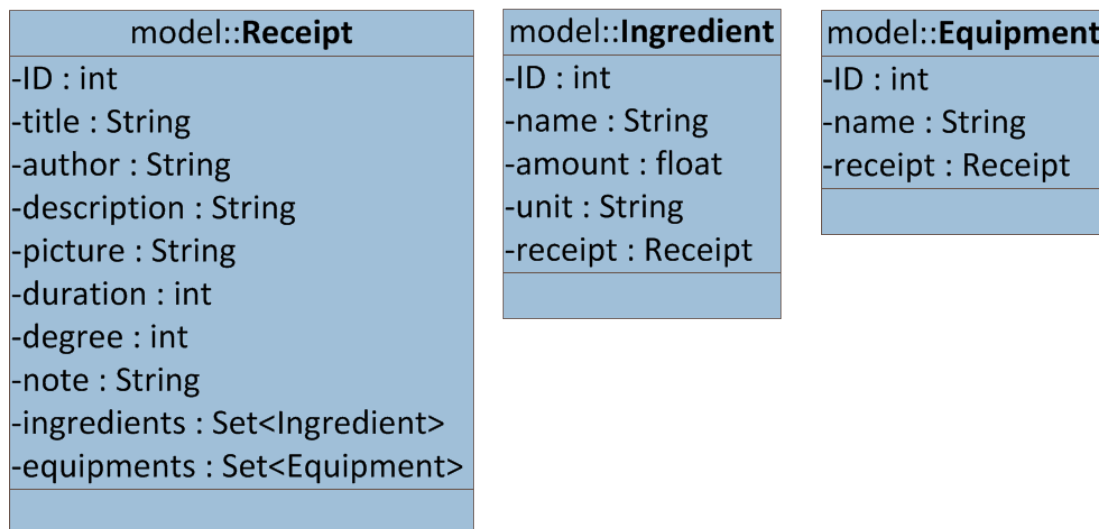 model::Receipt
-ID : int
-title : String
-author : String
-description : String
-picture : String
-duration : int
-degree : int
-note : String
-ingredients : Set<Ingredient>
-equipments : Set<Equipment>
model::Ingredient
-ID : int
-name : String
-amount : float
-unit : String
-receipt : Receipt
model::Equipment
-ID : int
-name : String
-receipt : Receipt